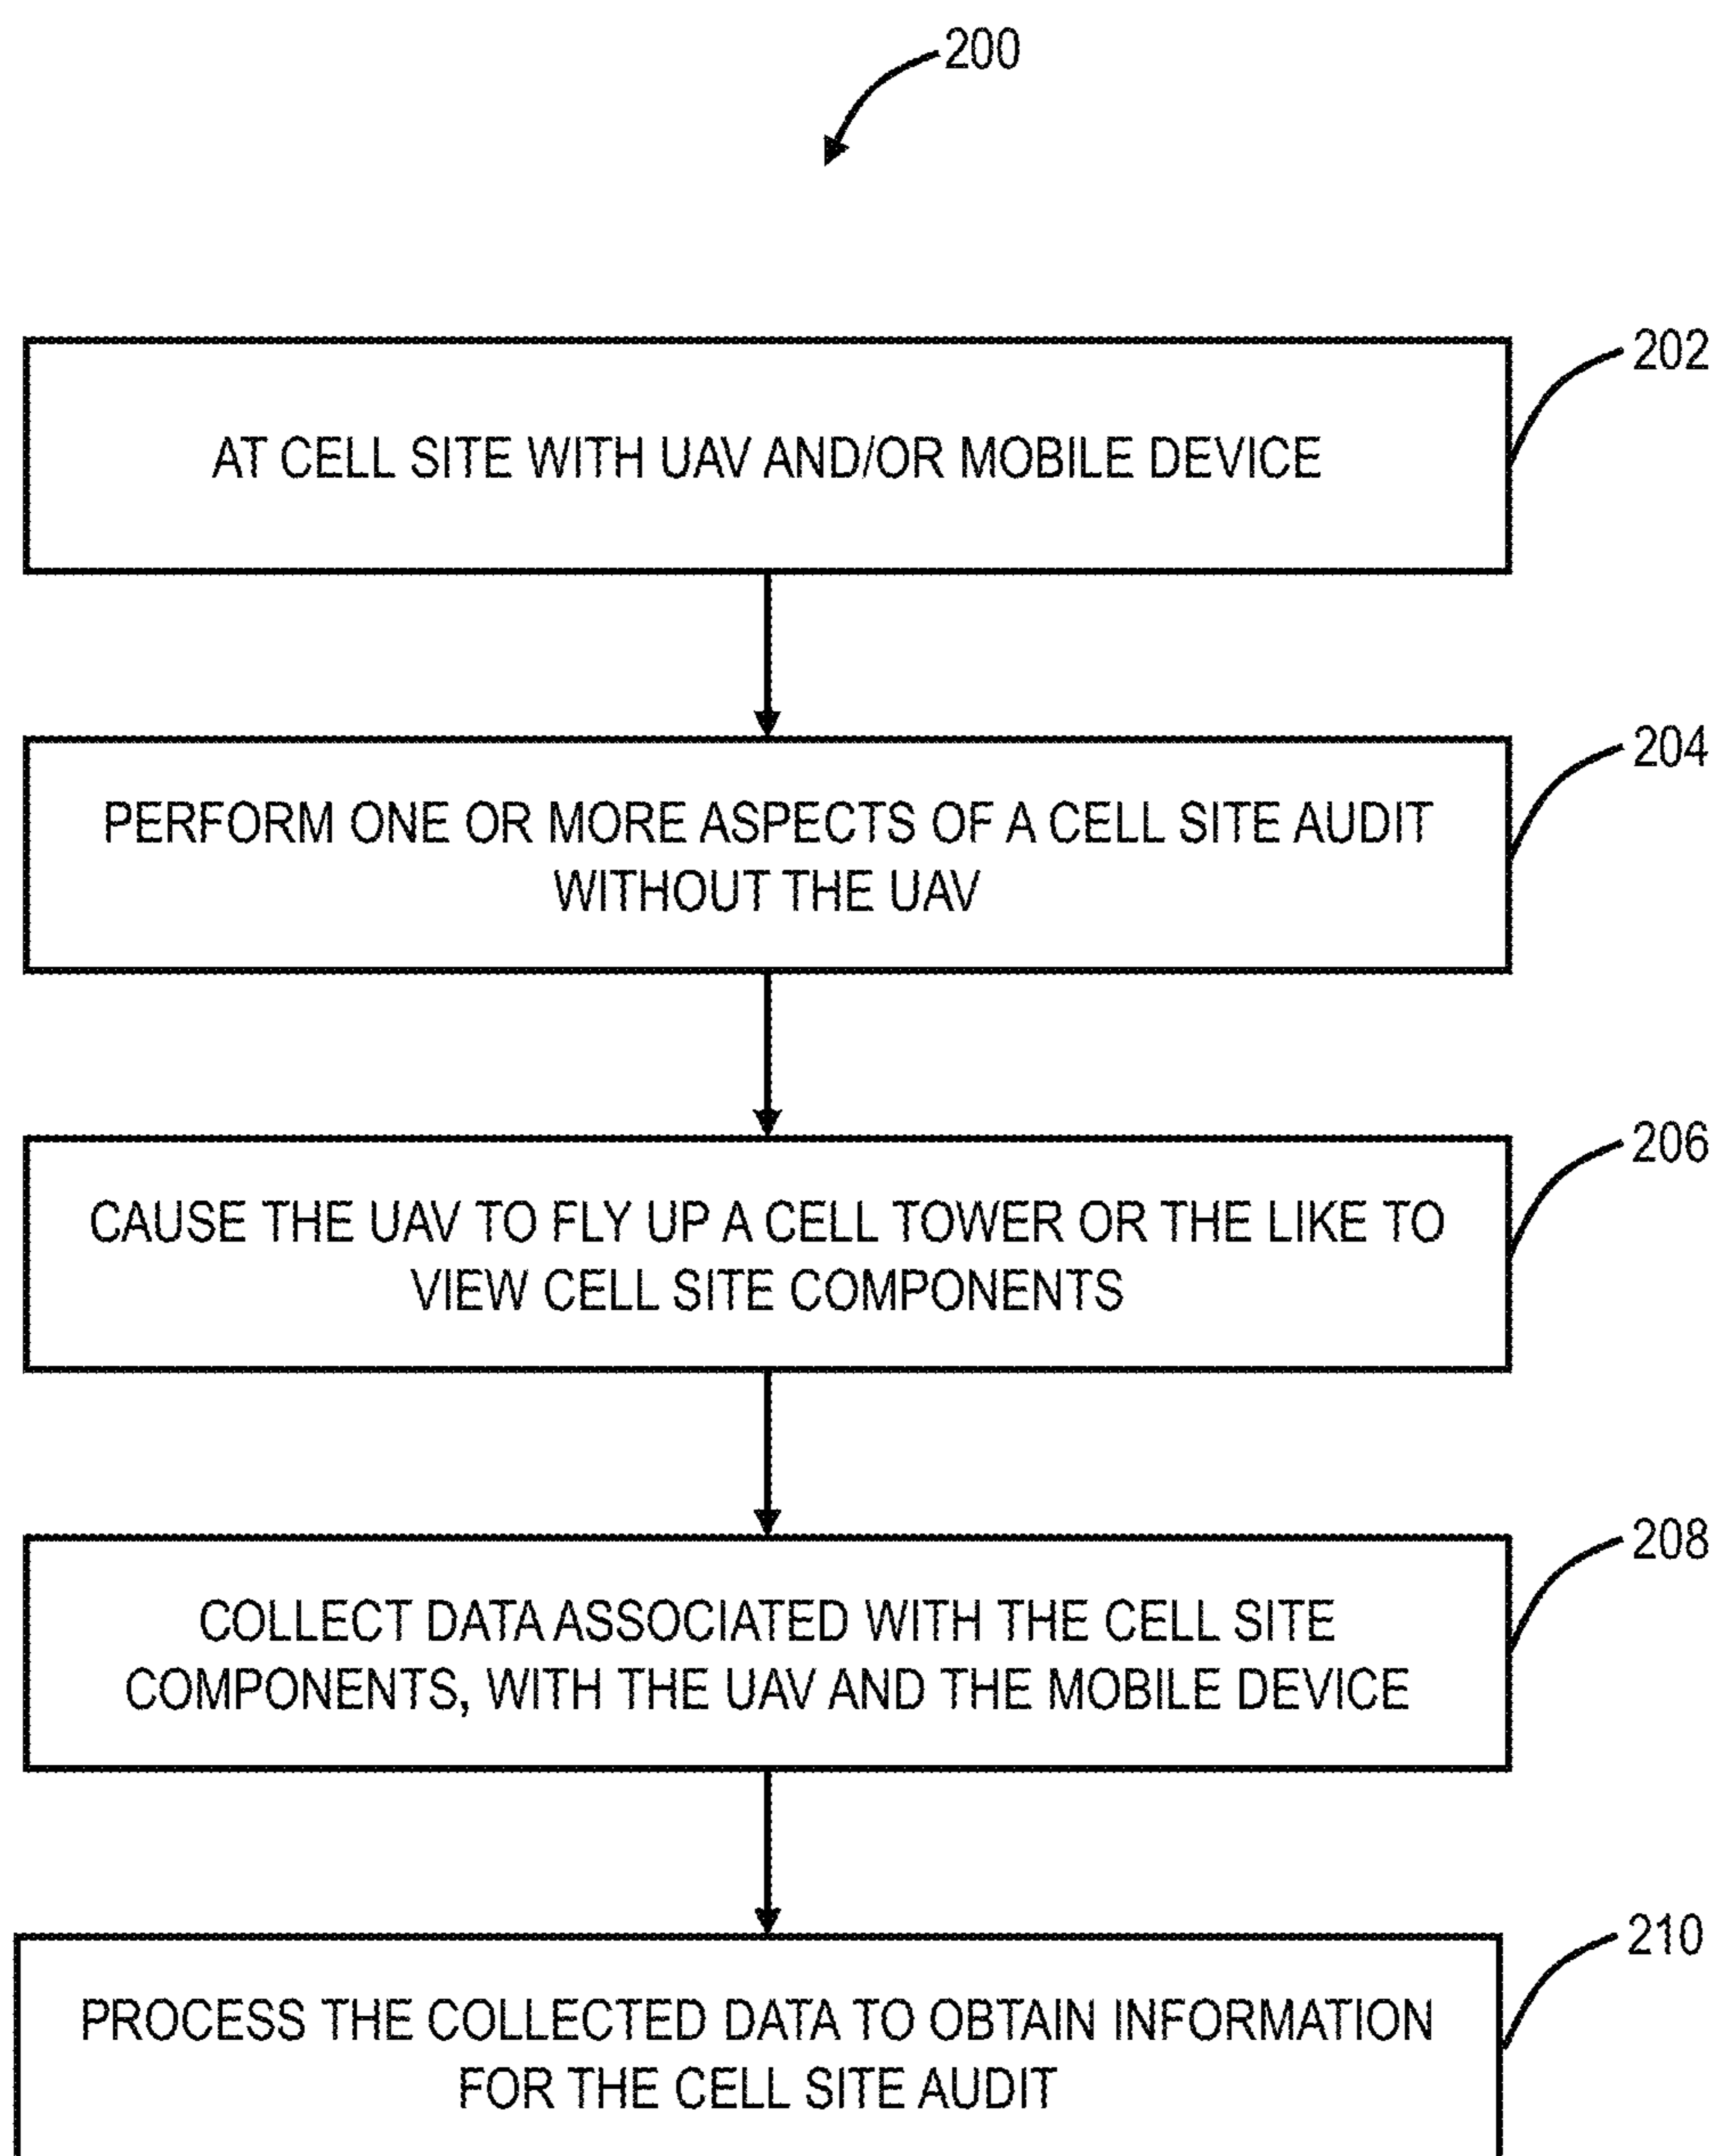 200
202
AT CELL SITE WITH UAV AND/OR MOBILE DEVICE
204
PERFORM ONE OR MORE ASPECTS OF A CELL SITE AUDIT
WITHOUT THE UAV
206
CAUSE THE UAV TO FLY UP A CELL TOWER OR THE LIKE TO
VIEW CELL SITE COMPONENTS
208
COLLECT DATA ASSOCIATED WITH THE CELL SITE
COMPONENTS, WITH THE UAV AND THE MOBILE DEVICE
210
PROCESS THE COLLECTED DATA TO OBTAIN INFORMATION
FOR THE CELL SITE AUDIT